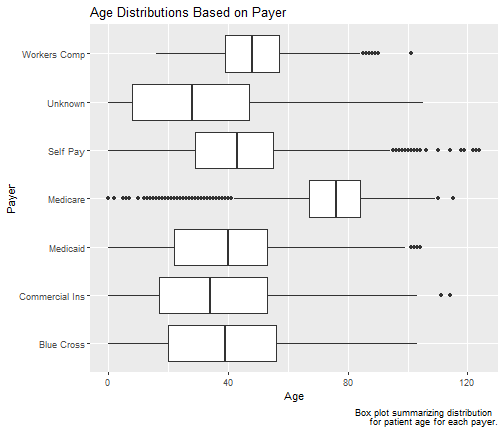 Age Distributions Based on Payer
Workers Comp
Unknown
Self Pay
Medicare
Medicaid
Commercial Ins
Blue Cross
Payer
0 40 80 120
Age
Box plot summarizing distribution
for patient age for each payer.